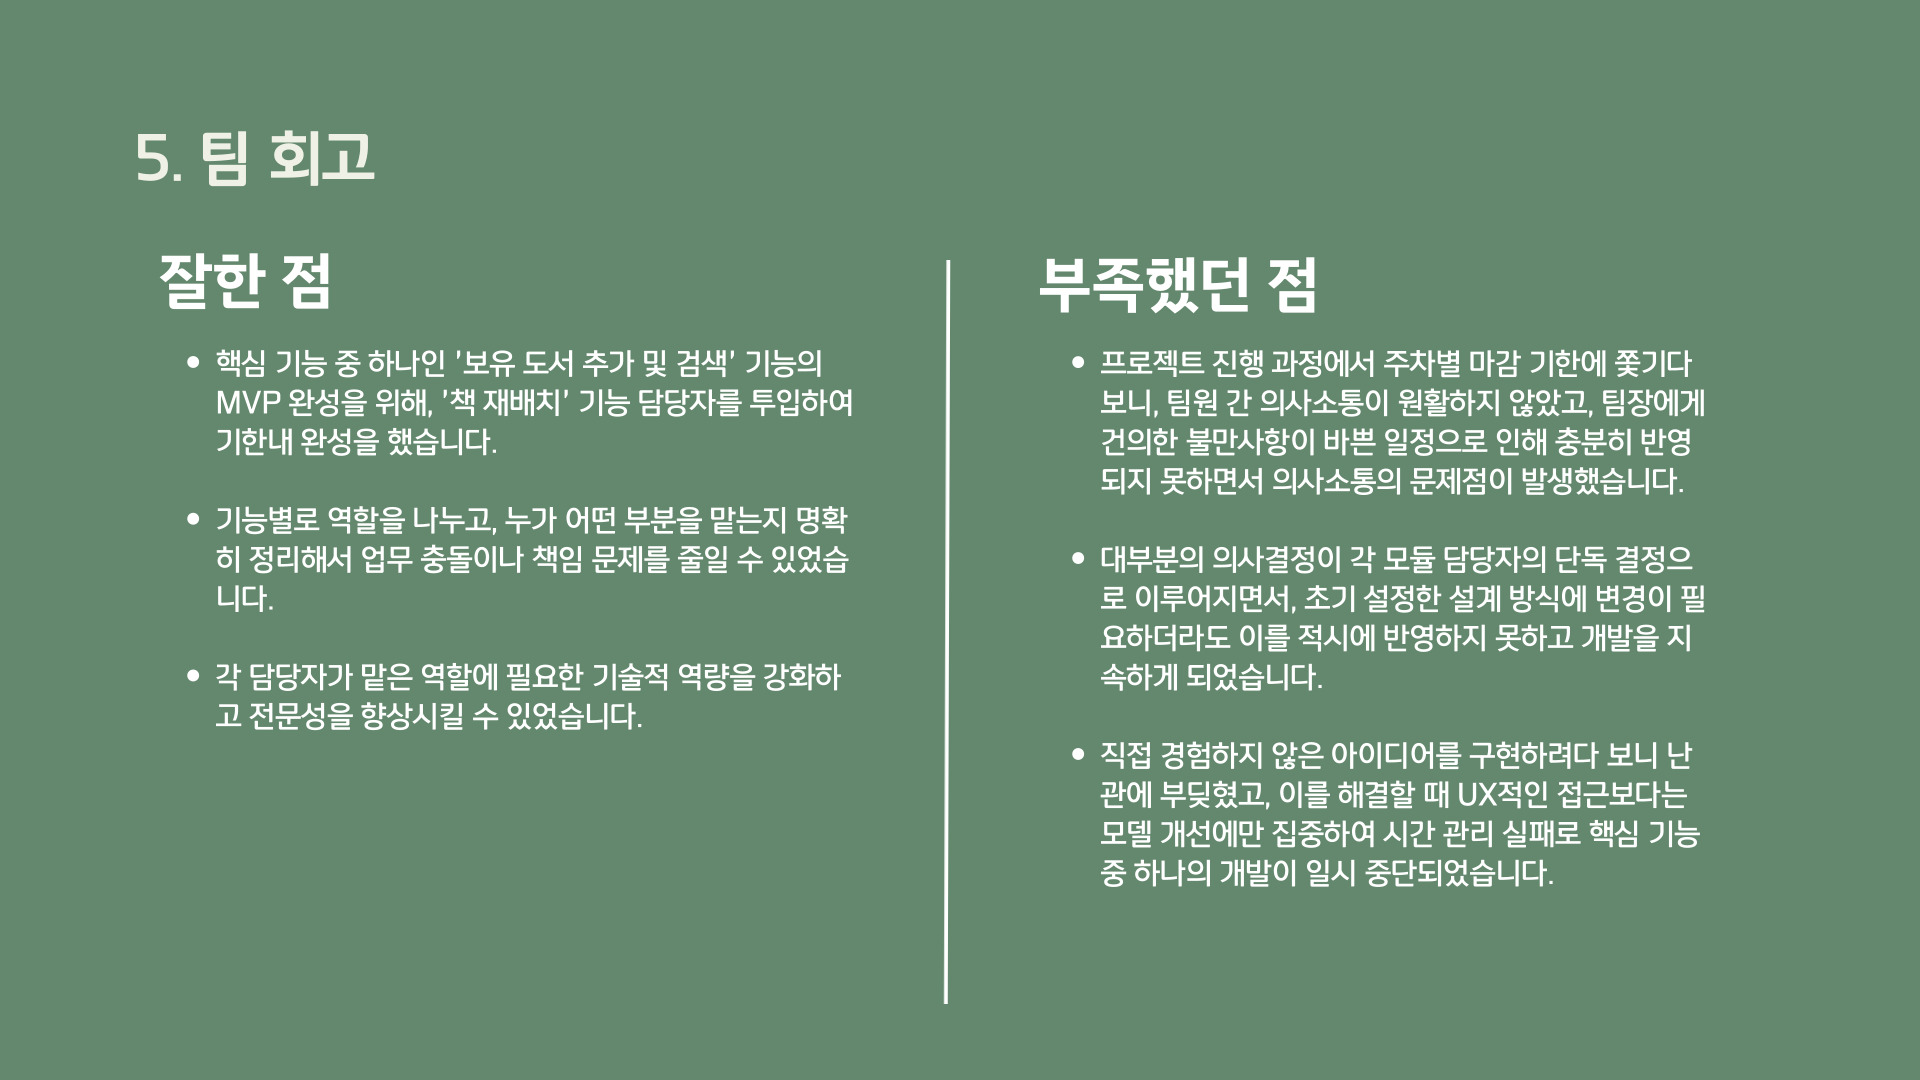 5. 팀 회고
잘한 점
• 핵심 기능 중 하나인 '보유 도서 추가 및 검색' 기능의
MVP 완성을 위해, '책 재배치' 기능 담당자를 투입하여
기한내 완성을 했습니다.
• 기능별로 역할을 나누고, 누가 어떤 부분을 맡는지 명확
히 정리해서 업무 충돌이나 책임 문제를 줄일 수 있었습
니다.
• 각 담당자가 맡은 역할에 필요한 기술적 역량을 강화하
고 전문성을 향상시킬 수 있었습니다.
부족했던 점
• 프로젝트 진행 과정에서 주차별 마감 기한에 쫓기다
보니, 팀원 간 의사소통이 원활하지 않았고, 팀장에게
건의한 불만사항이 바쁜 일정으로 인해 충분히 반영
되지 못하면서 의사소통의 문제점이 발생했습니다.
• 대부분의 의사결정이 각 모듈 담당자의 단독 결정으
로 이루어지면서, 초기 설정한 설계 방식에 변경이 필
요하더라도 이를 적시에 반영하지 못하고 개발을 지
속하게 되었습니다.
• 직접 경험하지 않은 아이디어를 구현하려다 보니 난
관에 부딪혔고, 이를 해결할 때 UX적인 접근보다는
모델 개선에만 집중하여 시간 관리 실패로 핵심 기능
중 하나의 개발이 일시 중단되었습니다.